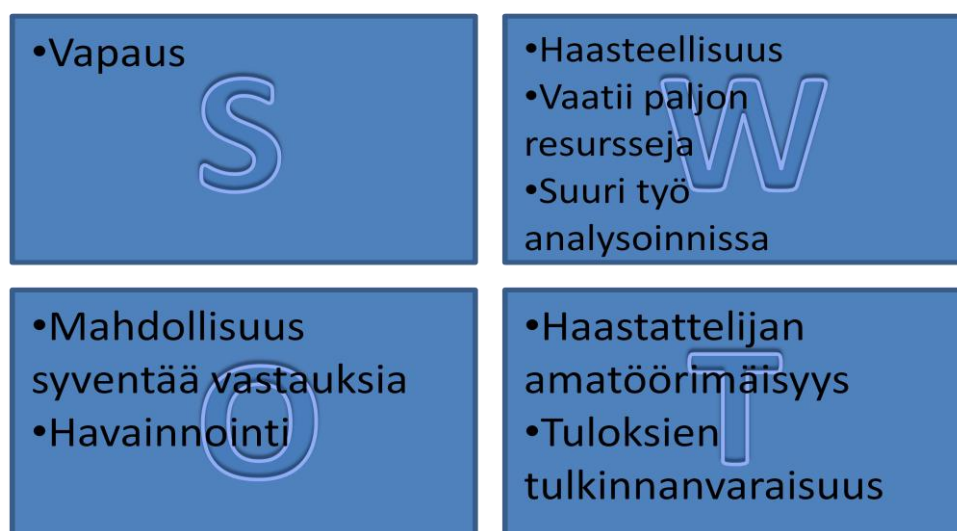 •Vapaus
S
•Haasteellisuus
•Vaatii paljon
resursseja
•Suuri työ
analysoinnissa
W
•Mahdollisuus
syventää vastauksia
•Havainnointi
O
•Haastattelijan
amatöörimäisyys
•Tuloksien
tulkinnanvaraisuus
T